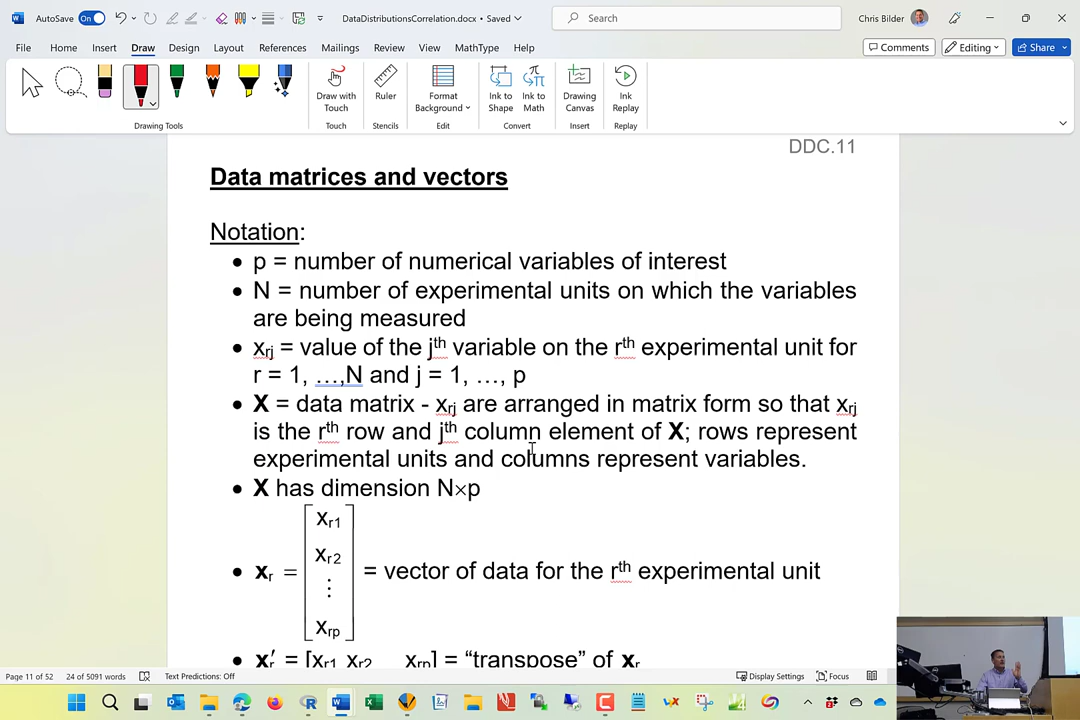 AutoSave On DataDistributionsCorrelation.docx • Saved Search Chris Bilder
File Home Insert Draw Design Layout References Mailings Review View MathType Help Comments Editing Share
Draw with Touch Ruler Format Background Ink to Shape Ink to Math Drawing Canvas Ink Replay
Drawing Tools Touch Stencils Edit Convert Insert Replay
DDC.11
Data matrices and vectors
Notation:
• p = number of numerical variables of interest
• N = number of experimental units on which the variables
are being measured
• xrj = value of the jth variable on the rth experimental unit for
r = 1, …,N and j = 1, …, p
• X = data matrix - xrj are arranged in matrix form so that xrj
is the rth row and jth column element of X; rows represent
experimental units and columns represent variables.
• X has dimension N×p
xr1
xr2
• xr = ⋮ = vector of data for the rth experimental unit
xrp
• x′r = [xr1 xr2 xrp] = “transpose” of xr
Page 11 of 52 24 of 5091 words Text Predictions: Off Display Settings Focus